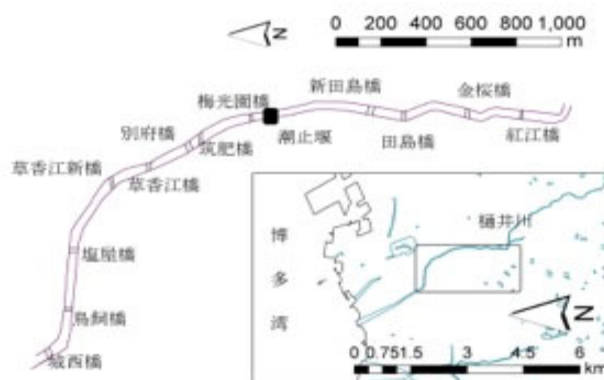 0 200 400 600 800 1,000
m
N
新田島橋
金桜橋
梅光園橋
別府橋
筑肥橋
潮止堰
田島橋
紅江橋
草香江新橋
草香江橋
塩屋橋
鳥飼橋
城西橋
樋井川
博多湾
N
0 0.75 1.5 3 4.5 6
km